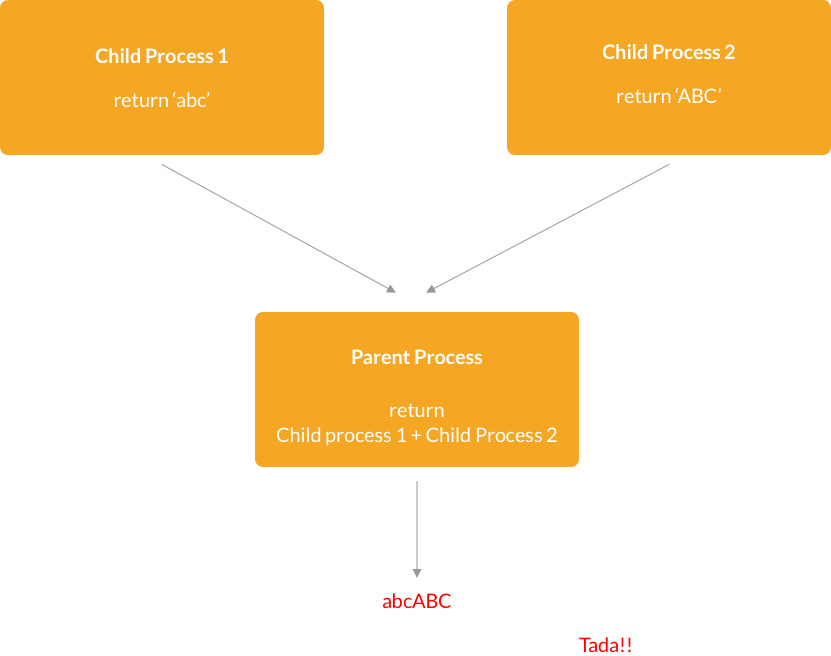 Child Process 1
return ‘abc’
Child Process 2
return ‘ABC’
Parent Process
return
Child process 1 + Child Process 2
abcABC
Tada!!